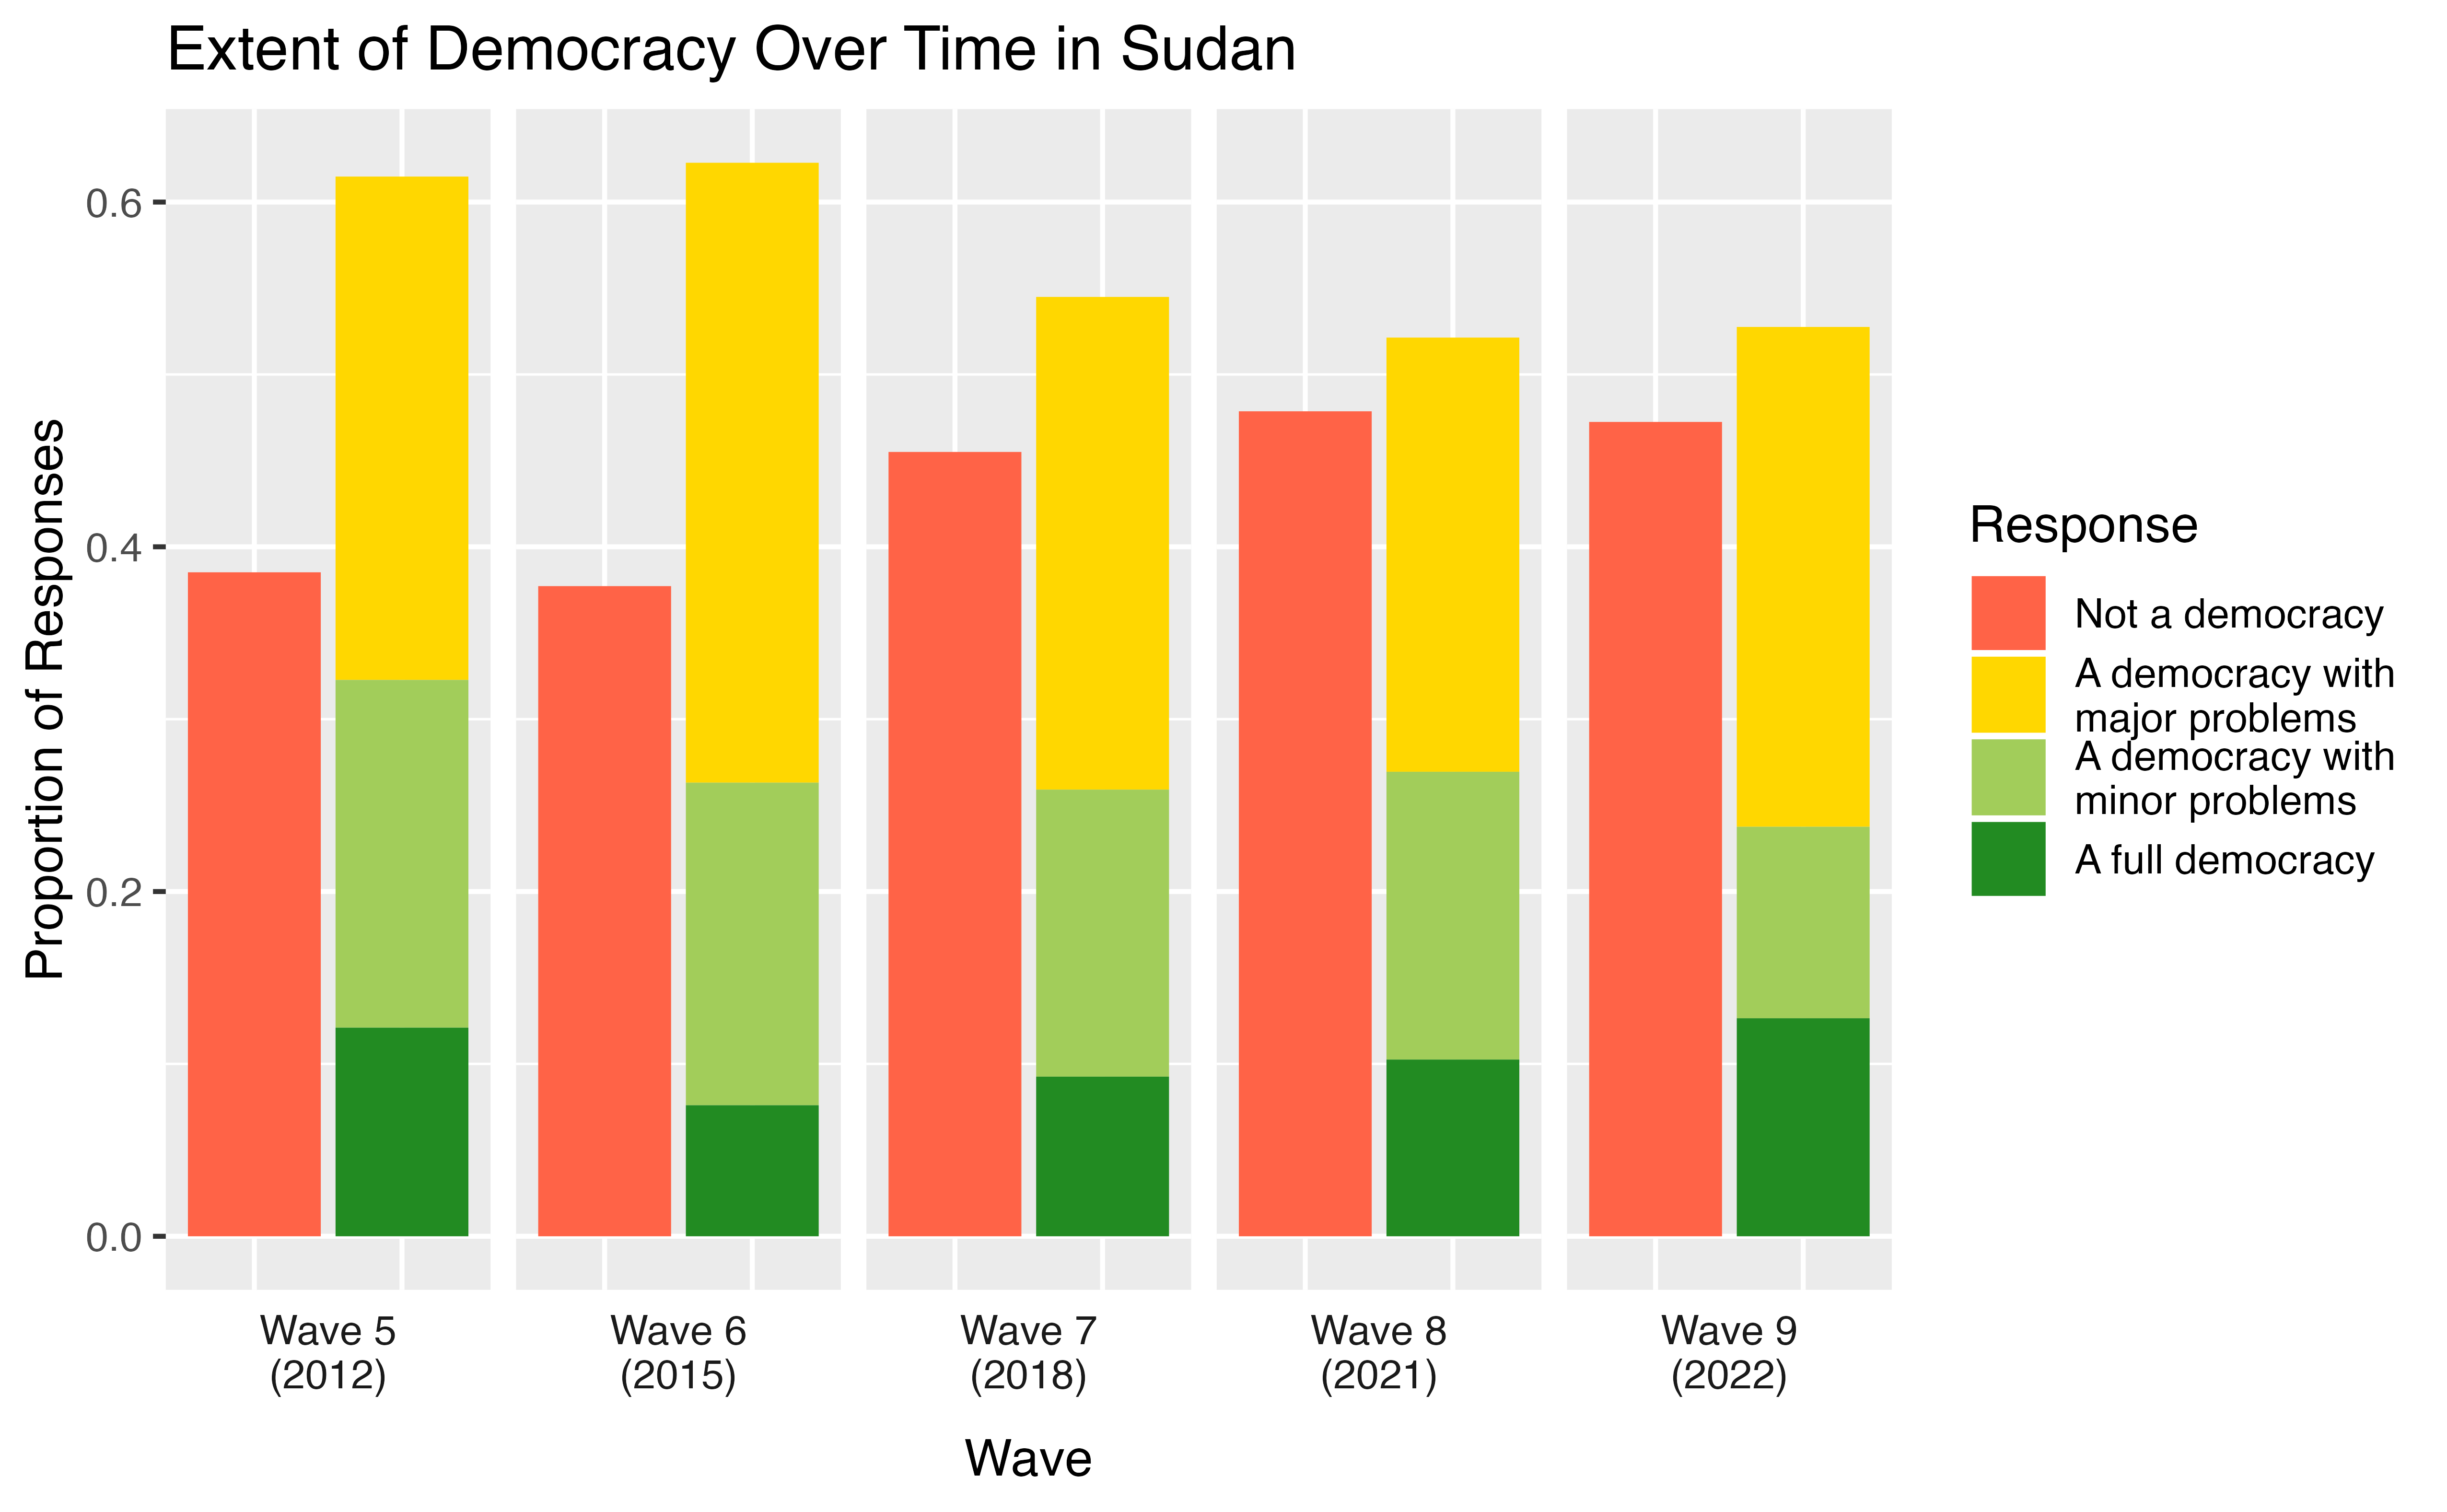 Extent of Democracy Over Time in Sudan
Proportion of Responses
0.6
0.4
0.2
0.0
Wave 5
(2012)
Wave 6
(2015)
Wave 7
(2018)
Wave 8
(2021)
Wave 9
(2022)
Wave
Response
Not a democracy
A democracy with
major problems
A democracy with
minor problems
A full democracy